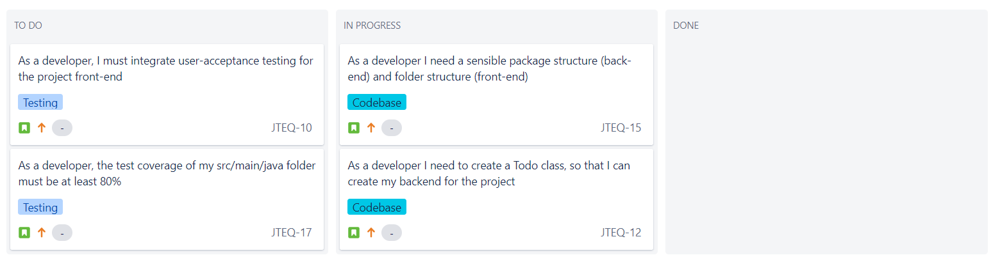 TO DO
As a developer, I must integrate user-acceptance testing for
the project front-end
Testing
-
JTEQ-10
As a developer, the test coverage of my src/main/java folder
must be at least 80%
Testing
-
JTEQ-17
IN PROGRESS
As a developer I need a sensible package structure (back-
end) and folder structure (front-end)
Codebase
-
JTEQ-15
As a developer I need to create a Todo class, so that I can
create my backend for the project
Codebase
-
JTEQ-12
DONE